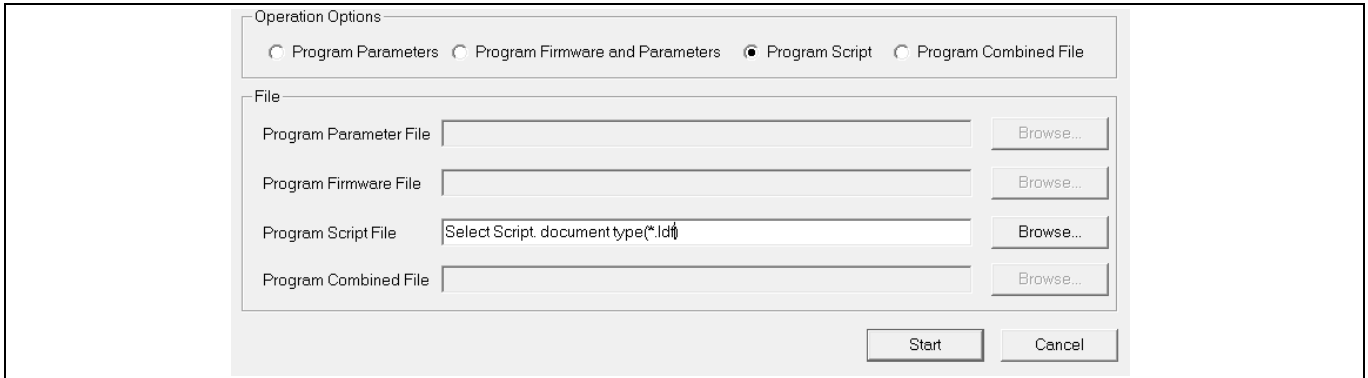 Operation Options
Program Parameters Program Firmware and Parameters Program Script Program Combined File
File
Program Parameter File Browse...
Program Firmware File Browse...
Program Script File Select Script. document type(*.ldf) Browse...
Program Combined File Browse...
Start Cancel